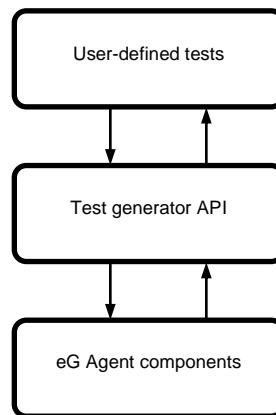 User-defined tests
Test generator API
eG Agent components